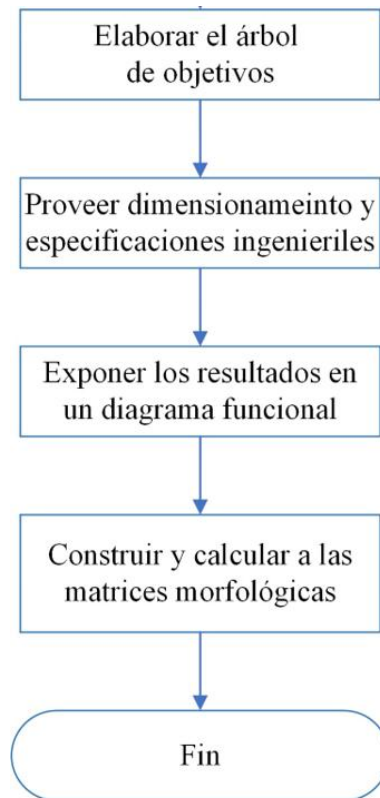 Elaborar el árbol
de objetivos
Proveer dimensionameinto y
especificaciones ingenieriles
Exponer los resultados en
un diagrama funcional
Construir y calcular a las
matrices morfológicas
Fin